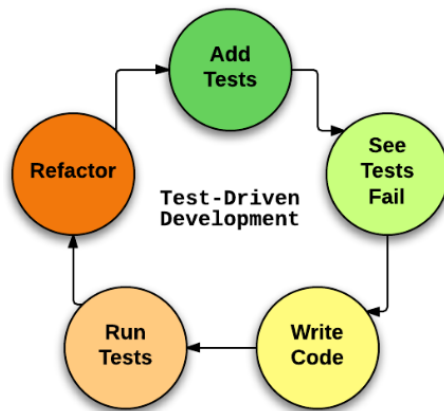 Add
Tests
See
Tests
Fail
Write
Code
Run
Tests
Refactor
Test-Driven
Development